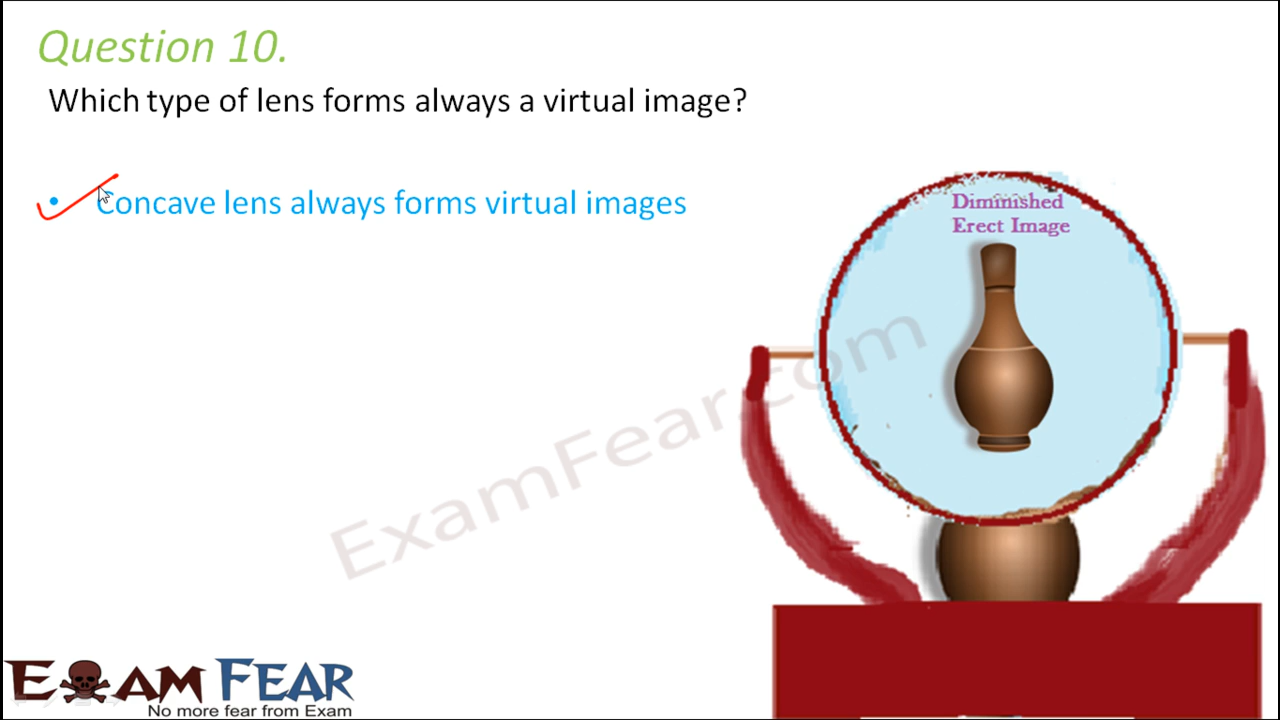 Question 10.
Which type of lens forms always a virtual image?
• Concave lens always forms virtual images
Diminished
Erect Image
ExamFear.com
EXAM FEAR
No more fear from Exam